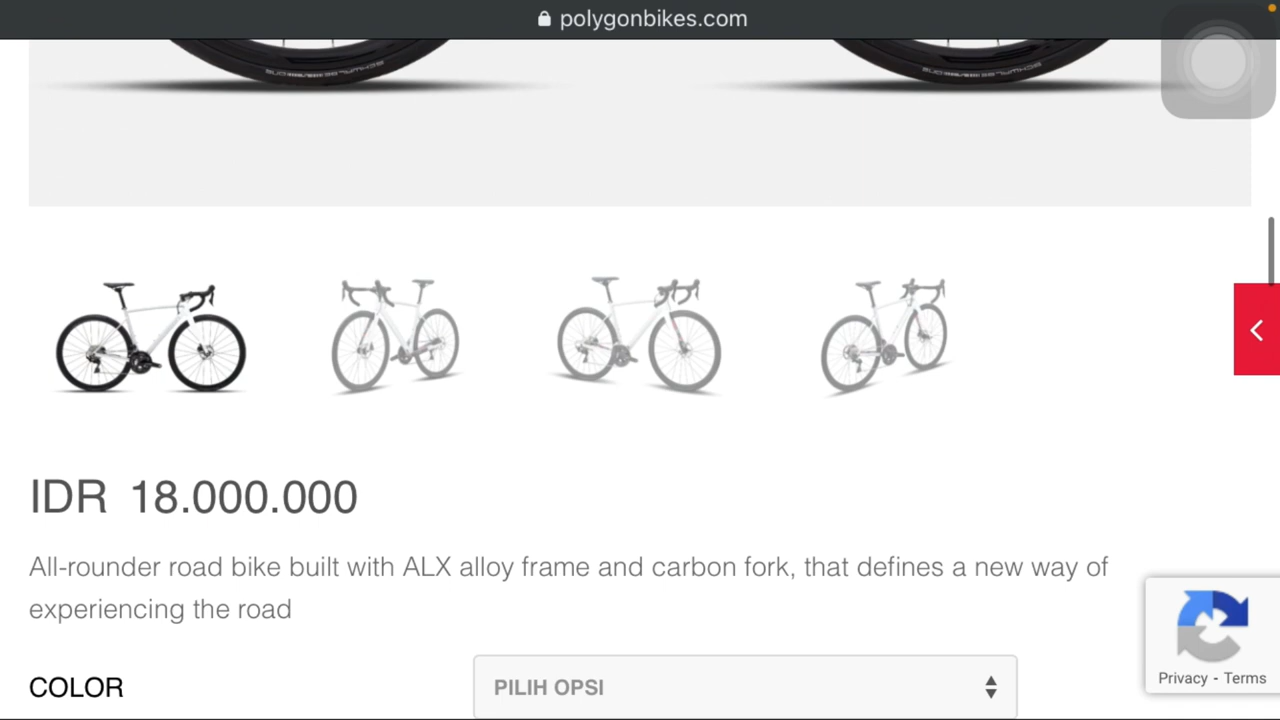 polygonbikes.com
IDR 18.000.000
All-rounder road bike built with ALX alloy frame and carbon fork, that defines a new way of
experiencing the road
COLOR
PILIH OPSI
Privacy - Terms